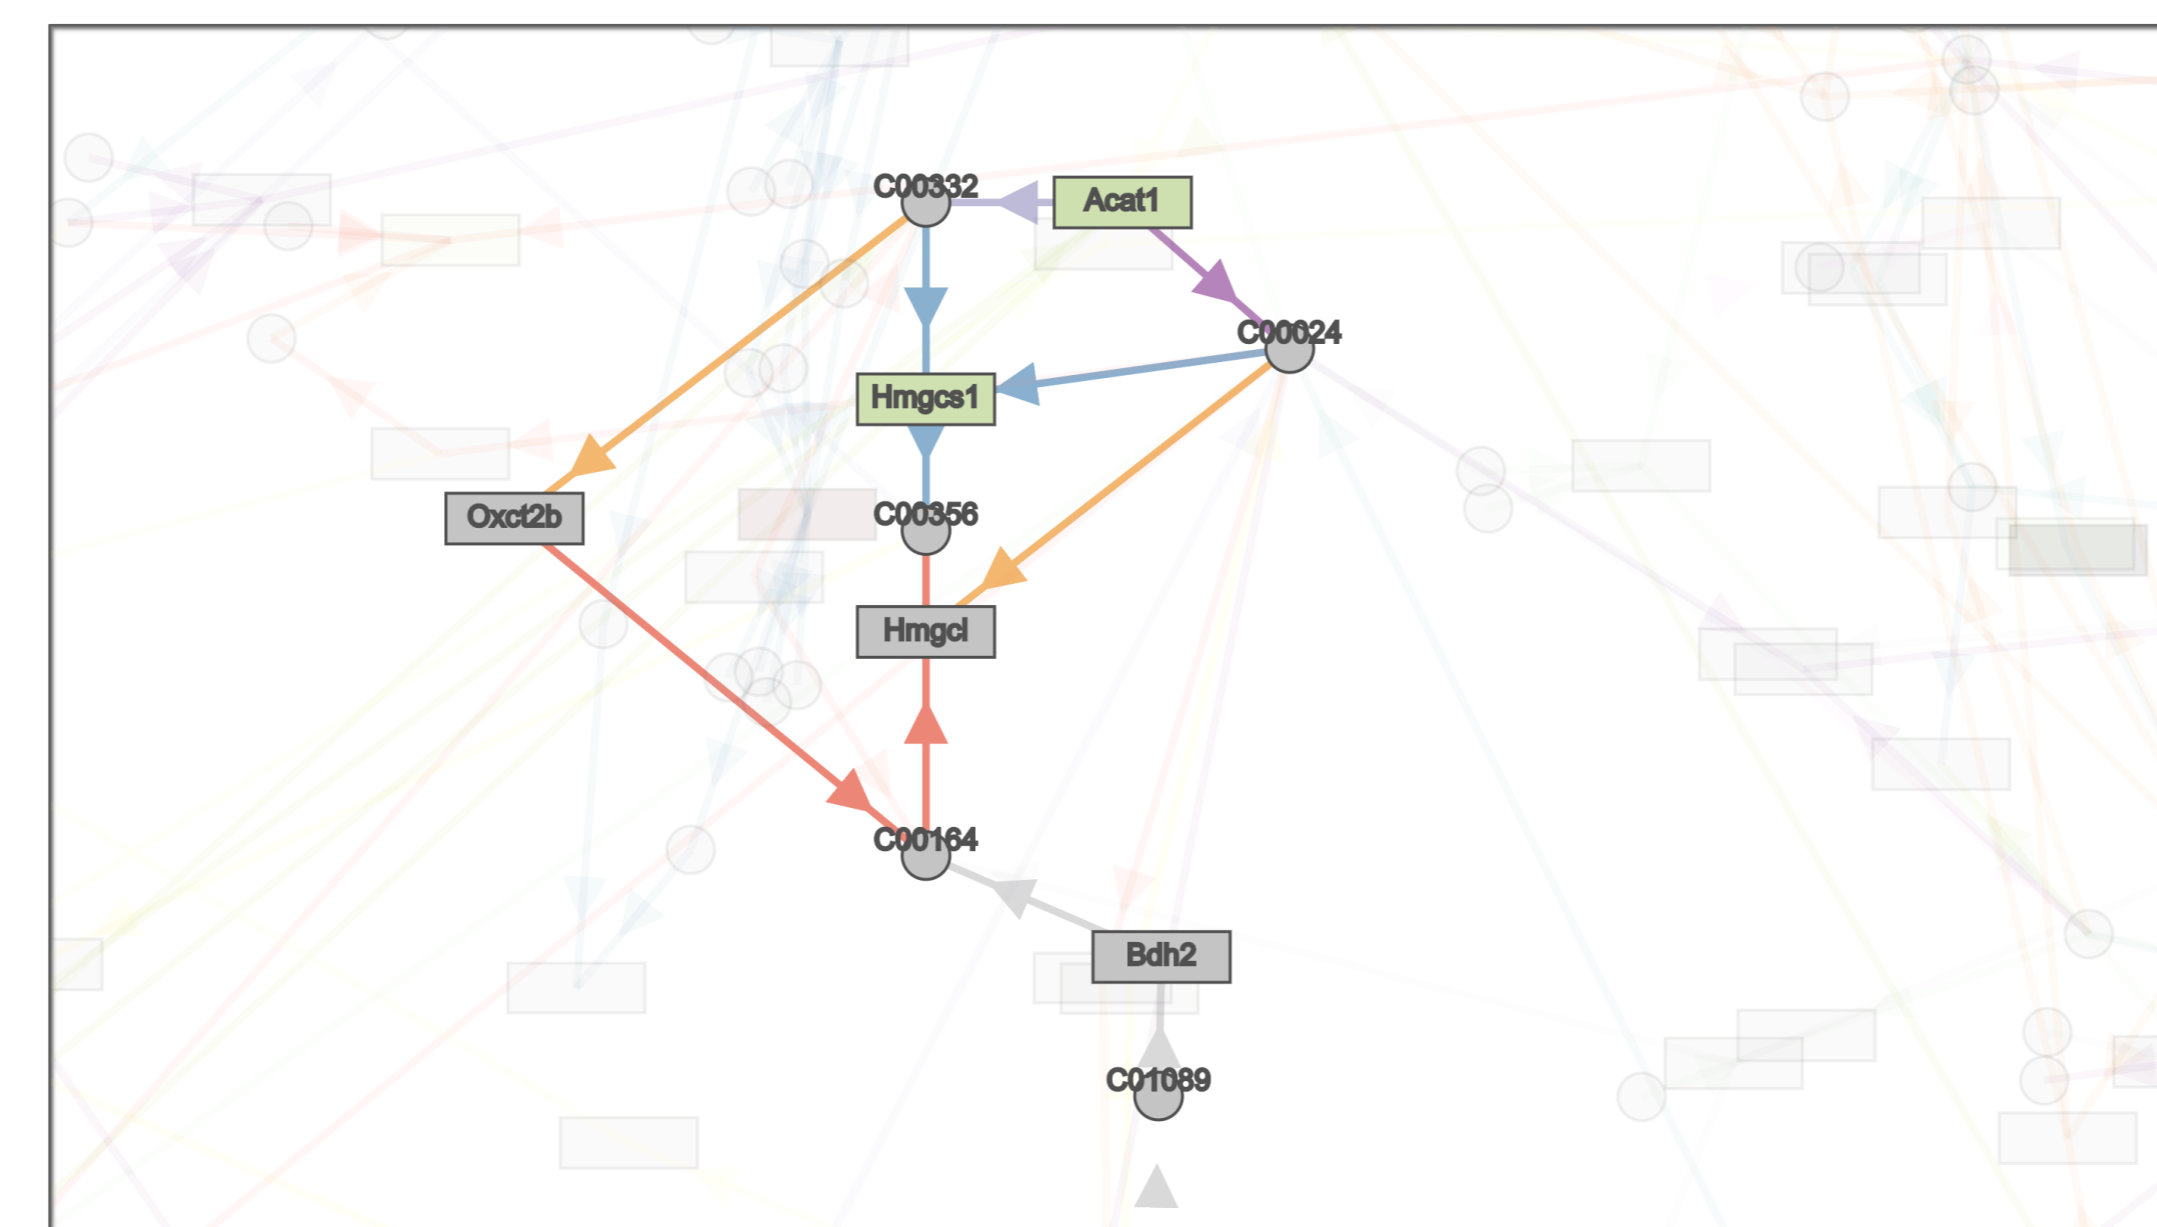 C00332
Acat1
C00024
Hmgcs1
Oxct2b
C00356
Hmgcl
C00164
Bdh2
C01089